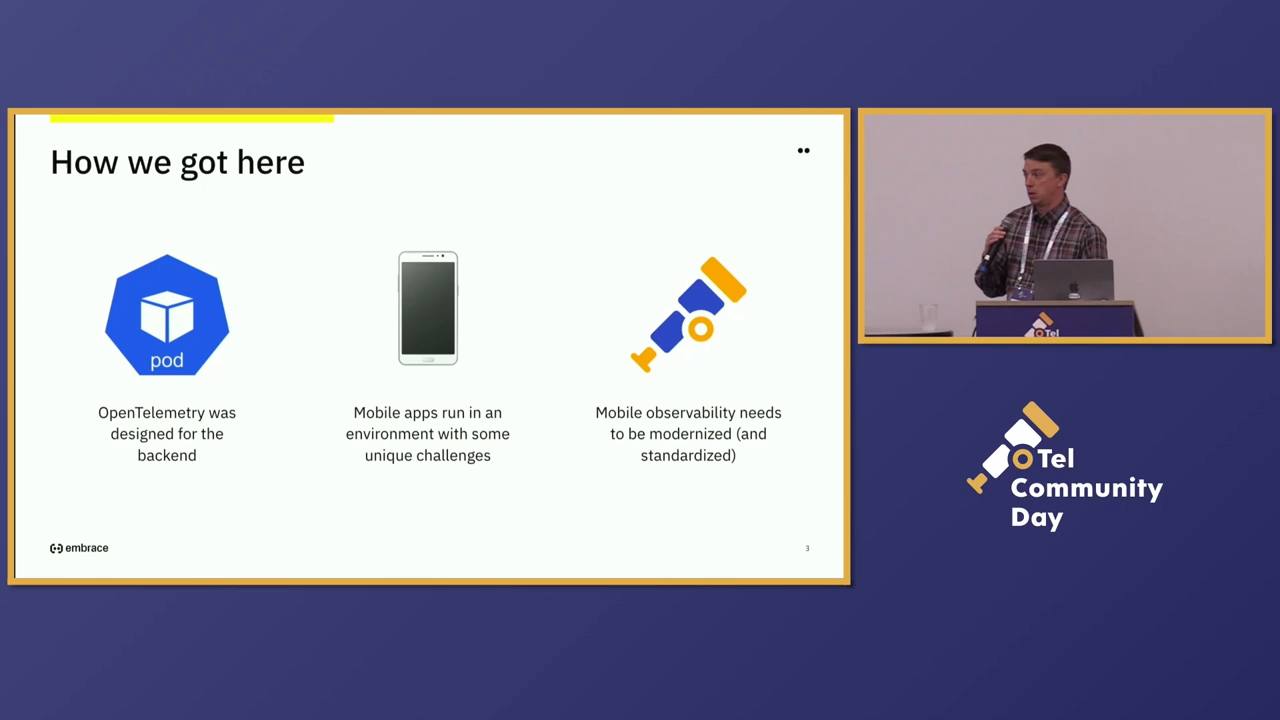 How we got here
pod
OpenTelemetry was
designed for the
backend
Mobile apps run in an
environment with some
unique challenges
Mobile observability needs
to be modernized (and
standardized)
embrace
3
Tel
Tel
Community
Day